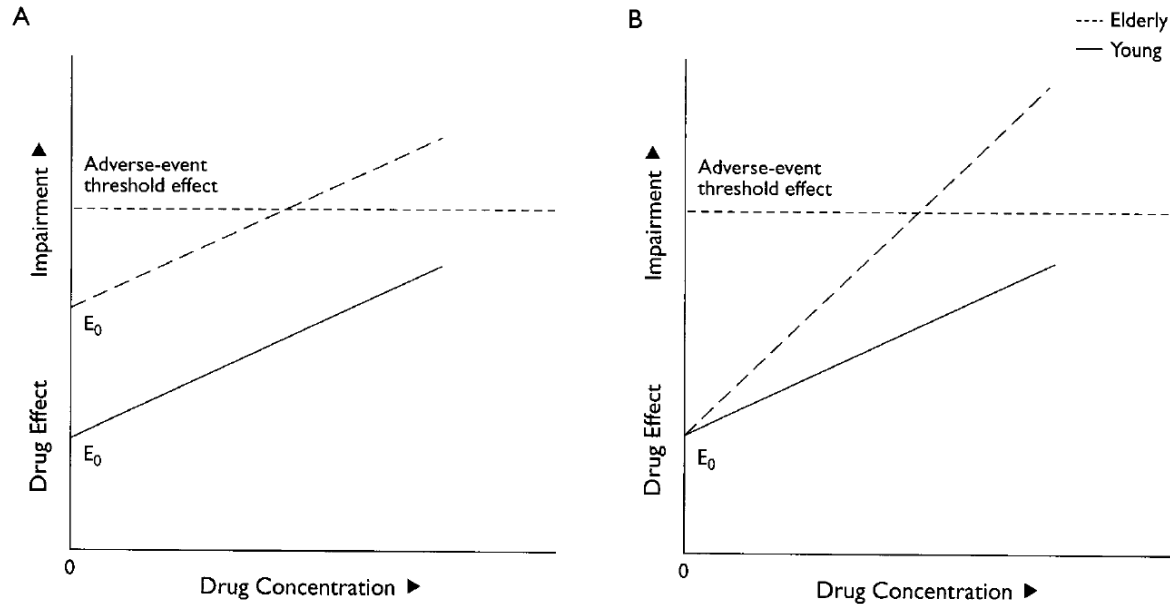 A
Adverse-event
threshold effect
E0
E0
Drug Effect Impairment ▲
0
Drug Concentration ►
B
---- Elderly
— Young
Adverse-event
threshold effect
E0
Drug Effect Impairment ▲
0
Drug Concentration ►